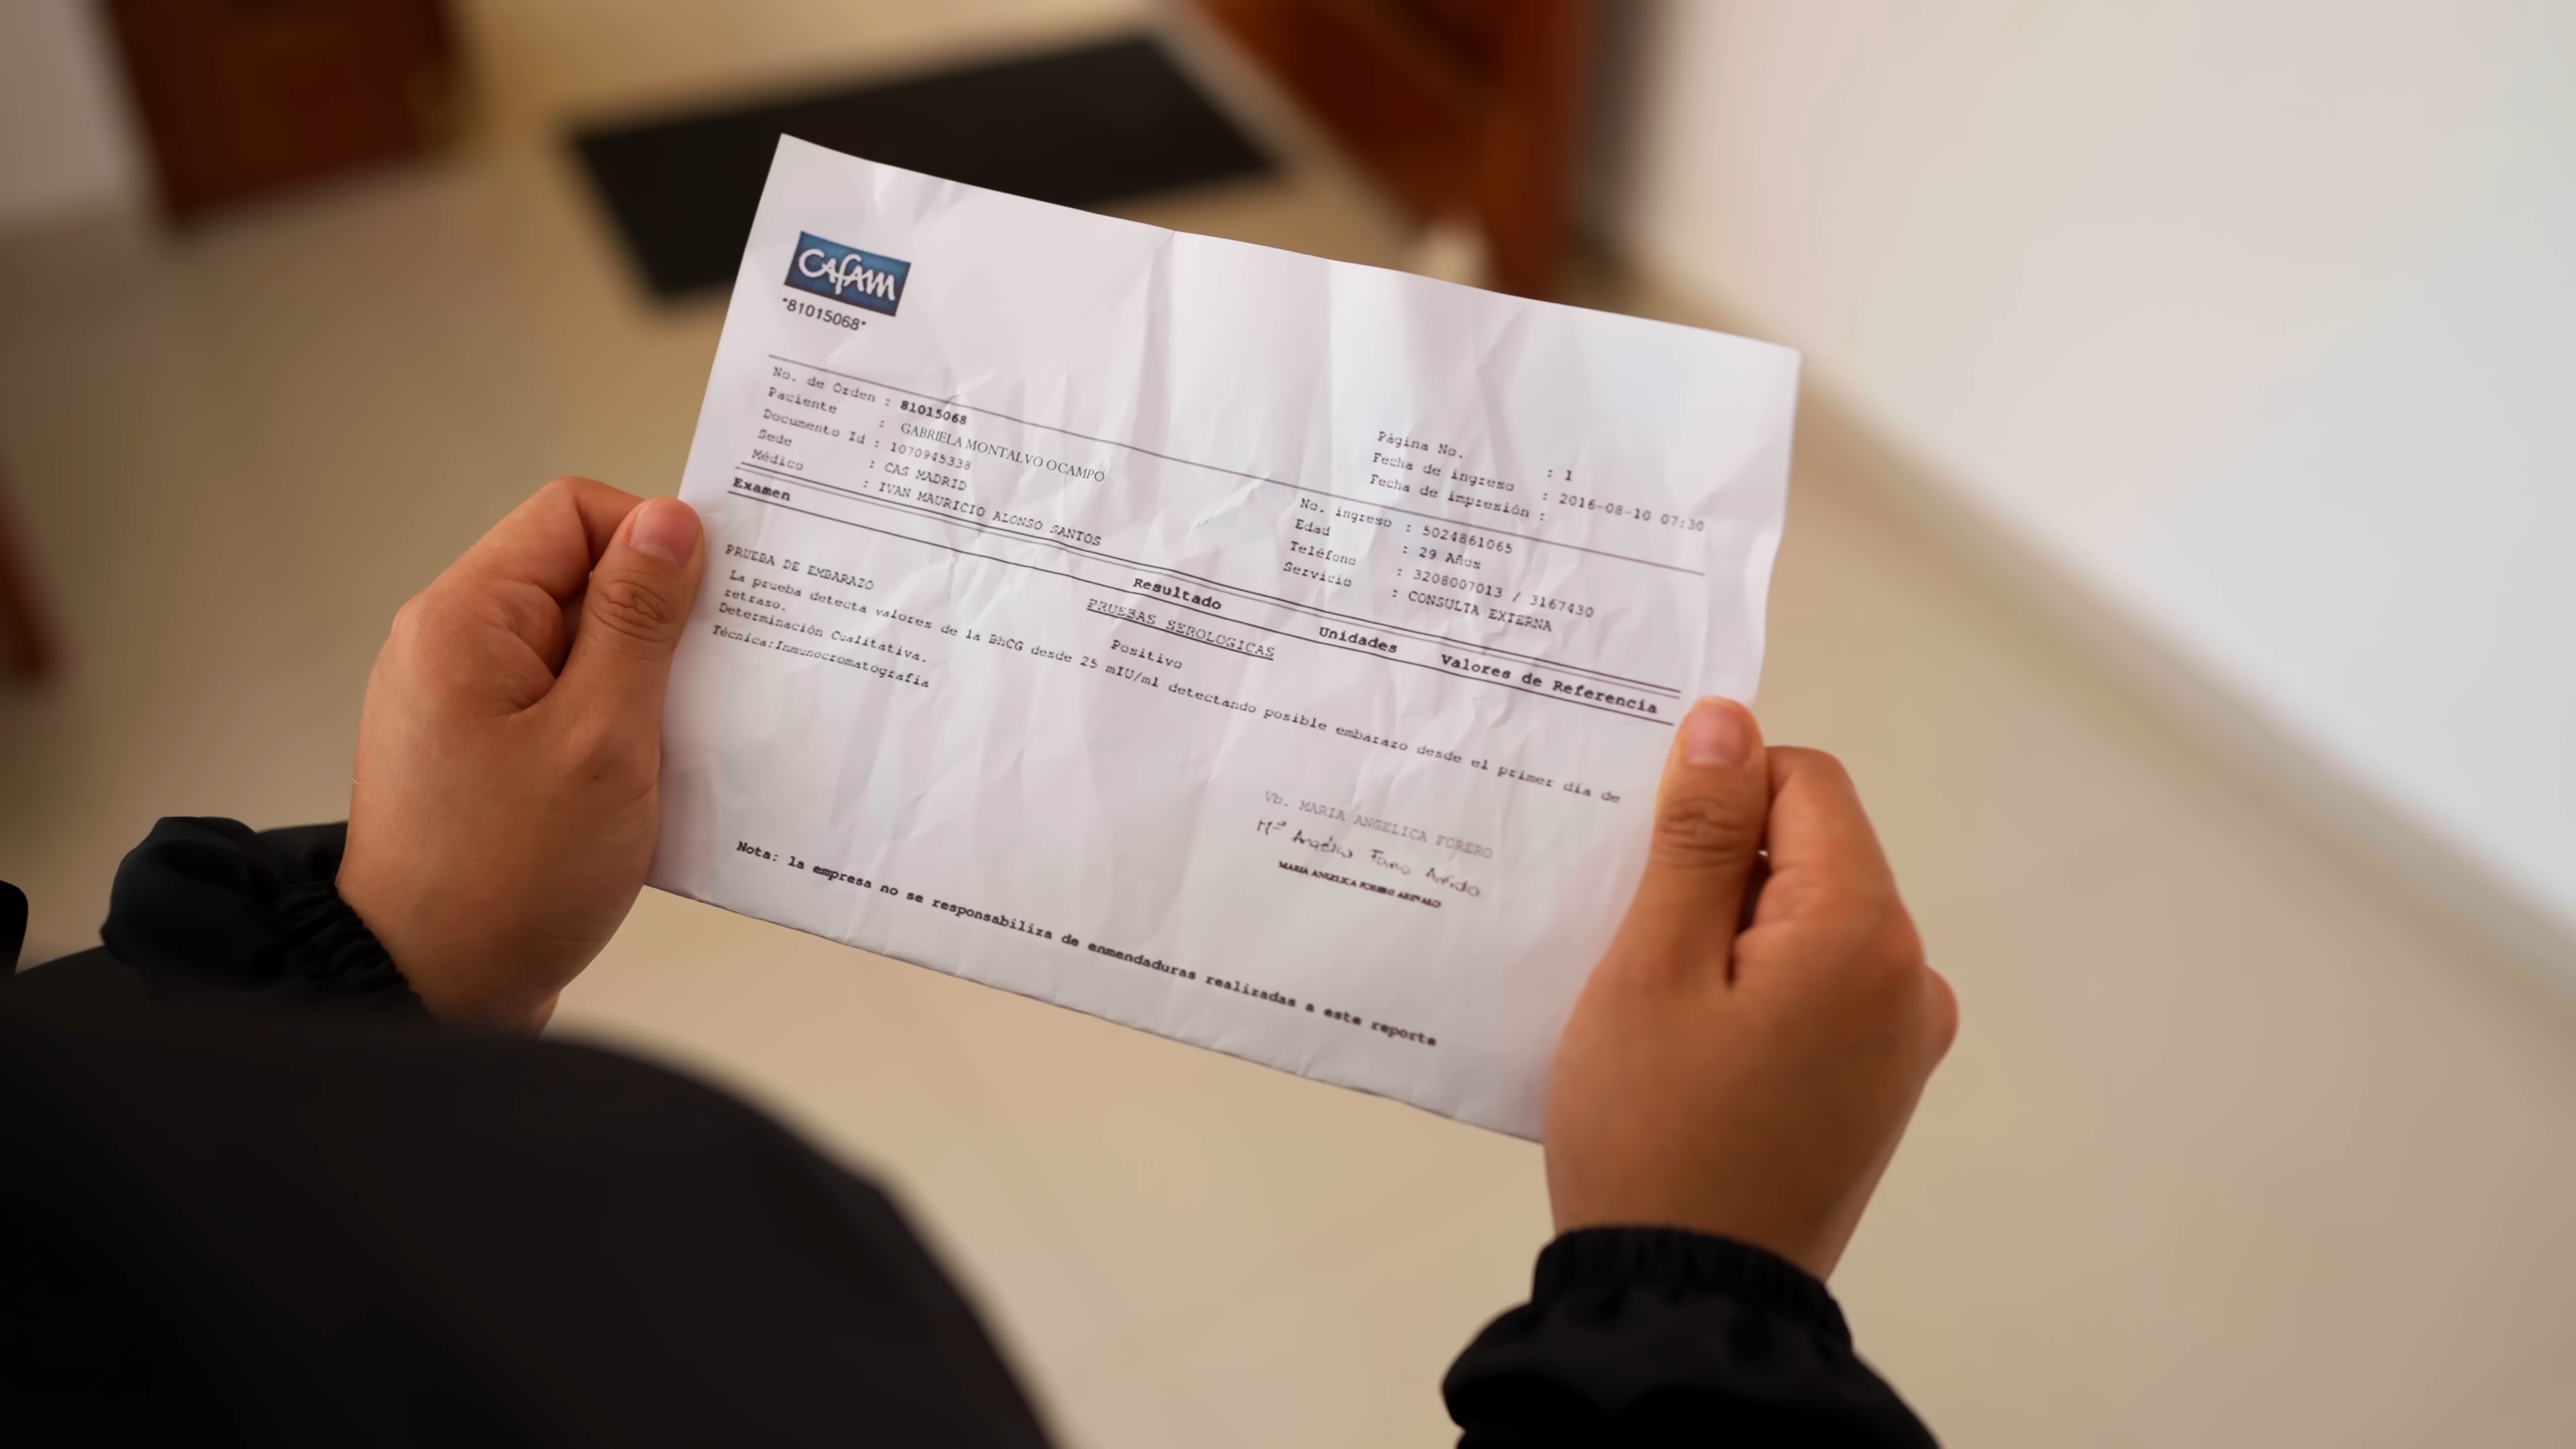 CAFAM
*81015068*
Página No. : 1
Fecha de ingreso : 2016-08-10 07:30
Fecha de impresión :
No. de Orden : 81015068
Paciente : GABRIELA MONTALVO OCAMPO
Documento Id : 1070945338
Sede : CAS MADRID
Médico : IVAN MAURICIO ALONSO SANTOS
No. ingreso : 5024861065
Edad : 29 Años
Teléfono : 3208007013 / 3167430
Servicio : CONSULTA EXTERNA
Examen Resultado Unidades Valores de Referencia
PRUEBAS SEROLOGICAS
PRUEBA DE EMBARAZO Positivo
La prueba detecta valores de la BhCG desde 25 mIU/ml detectando posible embarazo desde el primer día de
retraso.
Determinación Cualitativa.
Técnica:Inmunocromatografia
Vb. MARIA ANGELICA FORERO
Mª Angélica Forero
MARIA ANGELICA FORERO AREVALO
Nota: la empresa no se responsabiliza de enmendaduras realizadas a este reporte